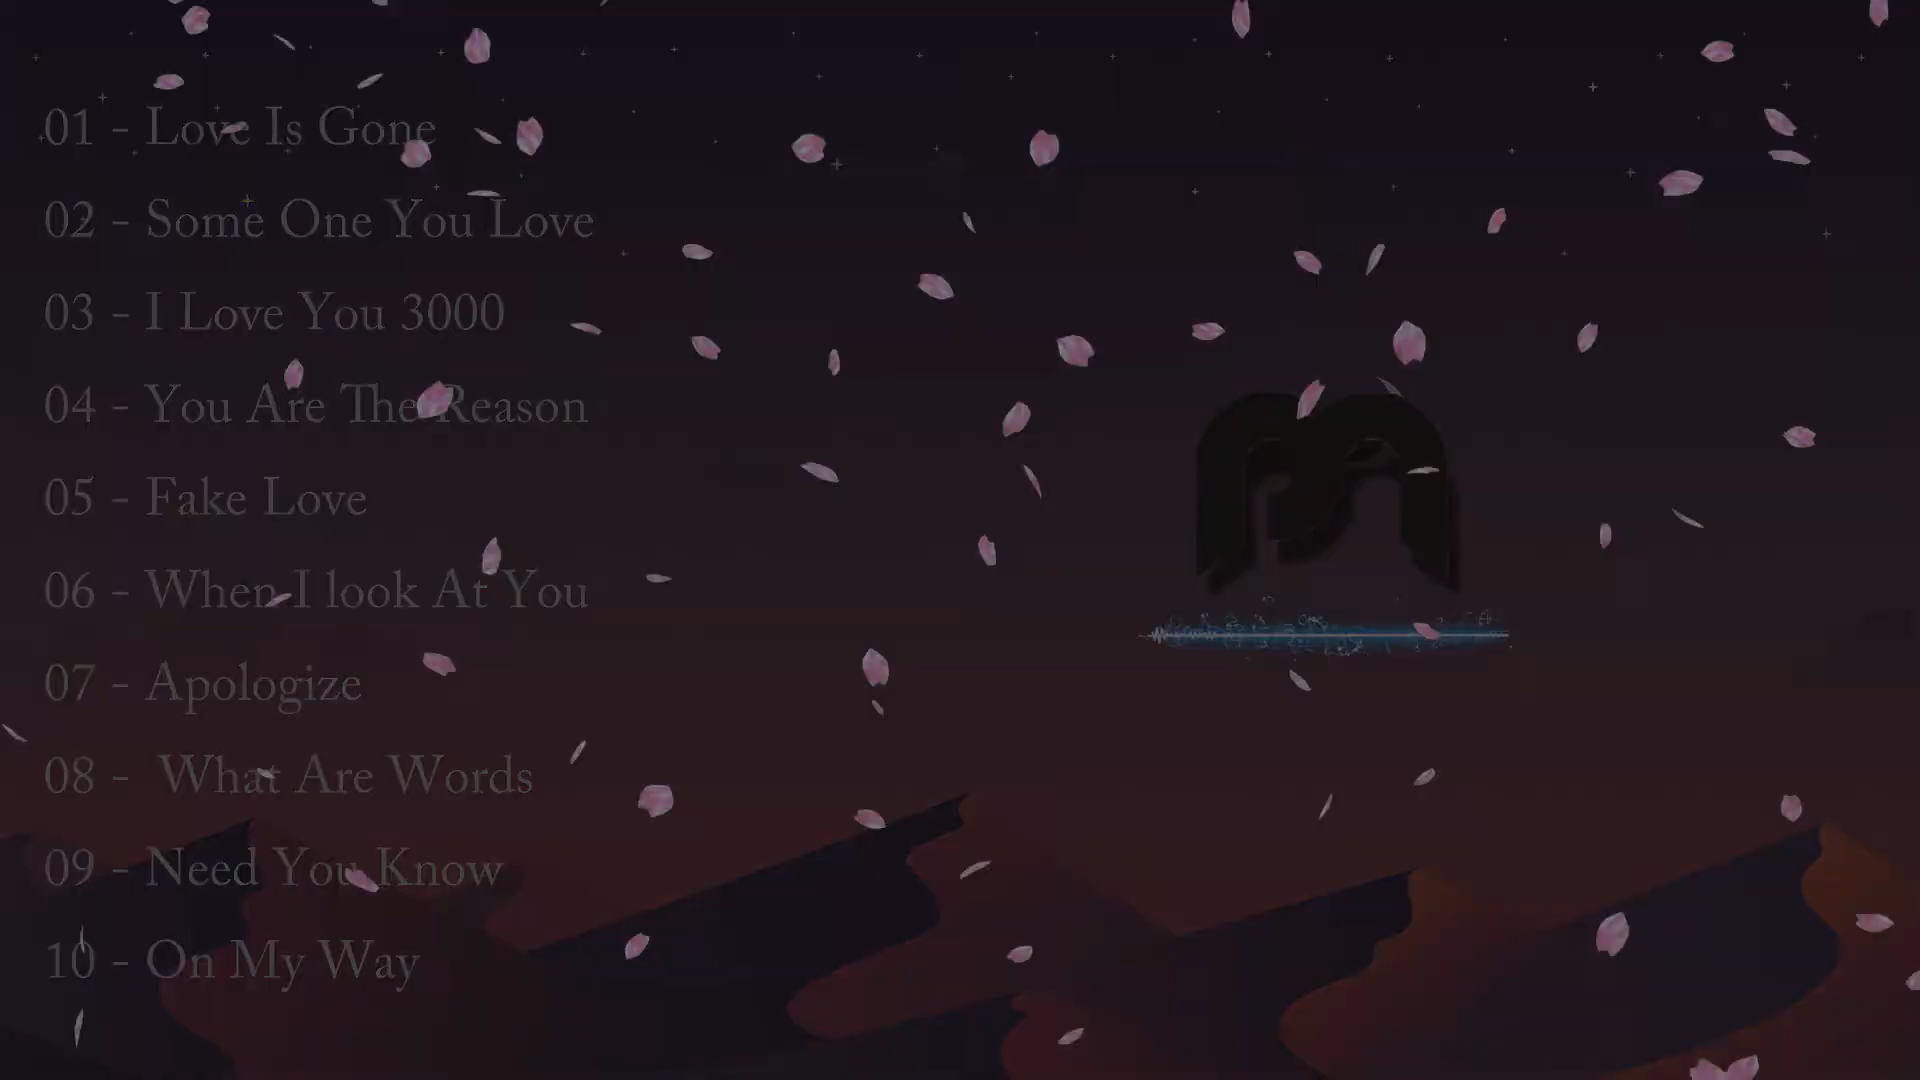 01 - Love Is Gone
02 - Some One You Love
03 - I Love You 3000
04 - You Are The Reason
05 - Fake Love
06 - When I look At You
07 - Apologize
08 - What Are Words
09 - Need You Know
10 - On My Way